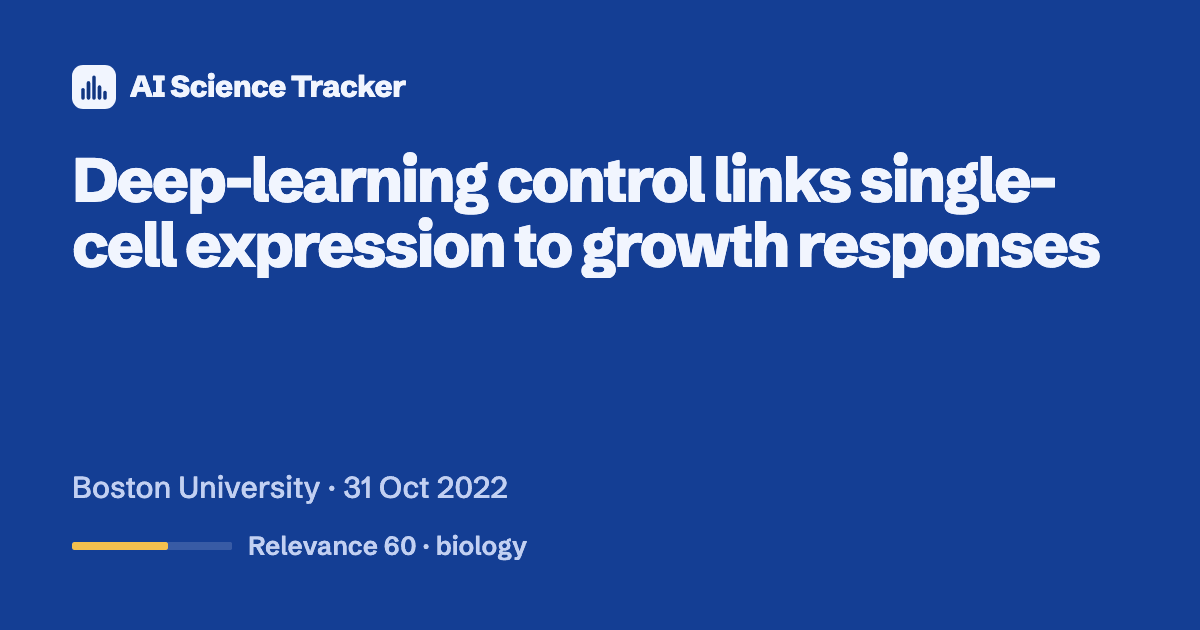 AI Science Tracker
Deep-learning control links single-
cell expression to growth responses
Boston University · 31 Oct 2022
Relevance 60 · biology